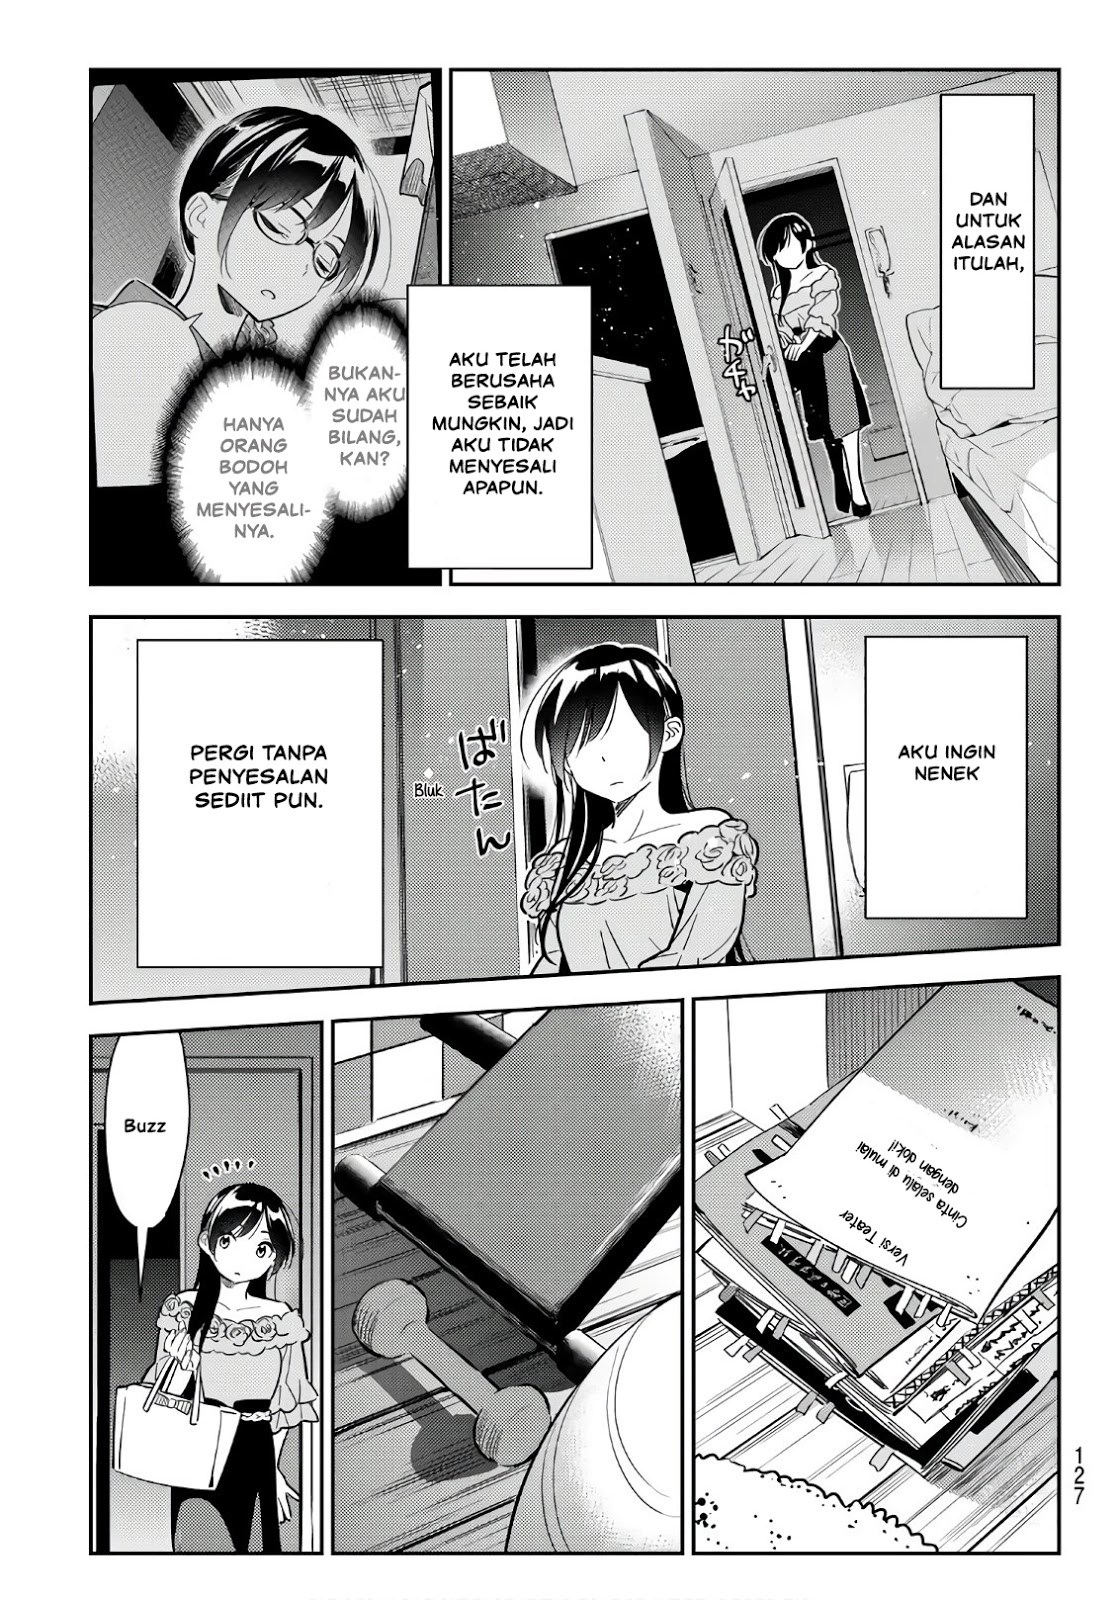 DAN
UNTUK
ALASAN
ITULAH,
ガチャ
AKU TELAH
BERUSAHA
SEBAIK
MUNGKIN, JADI
AKU TIDAK
MENYESALI
APAPUN.
BUKAN-
NYA AKU
SUDAH
BILANG,
KAN?
HANYA
ORANG
BODOH
YANG
MENYESALI-
NYA.
AKU INGIN
NENEK
ばたん
Bluk
PERGI TANPA
PENYESALAN
SEDIIT PUN.
Versi Teater
Cinta selalu di mulai
dengan doki!
Buzz
127